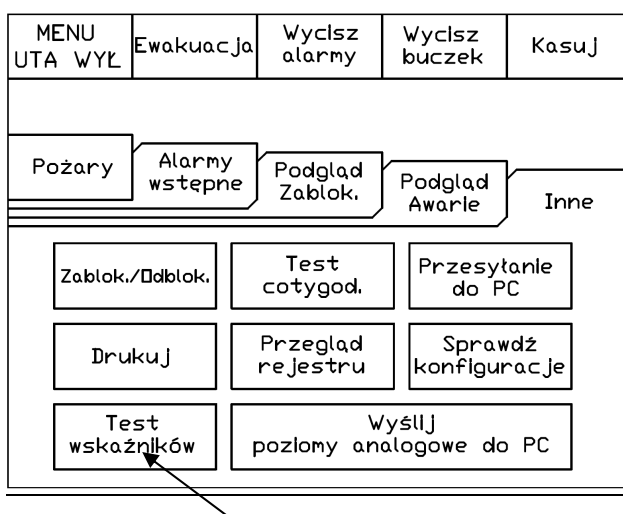 MENU
UTA WYŁ
Ewakuacja
Wycisz
alarmy
Wycisz
buczek
Kasuj
Pożary
Alarmy
wstępne
Podgląd
Zablok.
Podgląd
Awarie
Inne
Zablok./Odblok.
Test
cotygod.
Przesyłanie
do PC
Drukuj
Przegląd
rejestru
Sprawdź
konfiguracje
Test
wskaźników
Wyślij
poziomy analogowe do PC